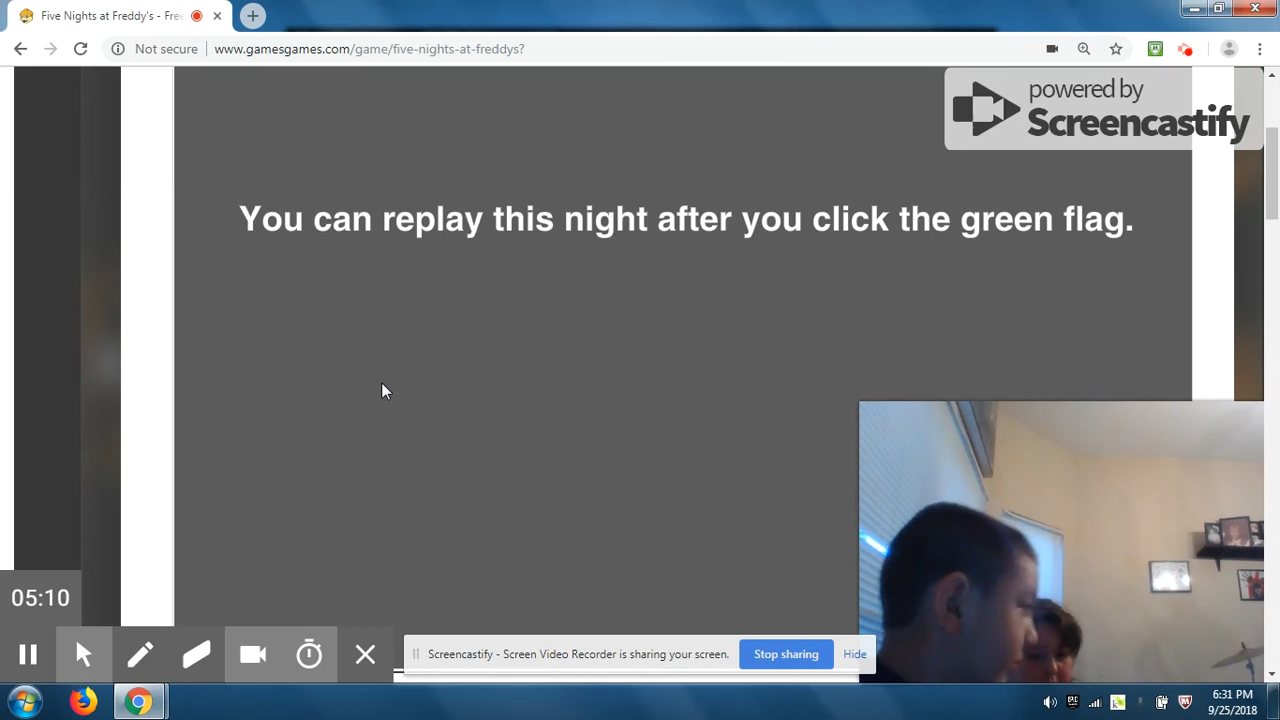 Five Nights at Freddy's - Fre
Not secure
www.gamesgames.com/game/five-nights-at-freddys?
powered by
Screencastify
You can replay this night after you click the green flag.
05:10
Screencastify - Screen Video Recorder is sharing your screen.
Stop sharing
Hide
6:31 PM
9/25/2018